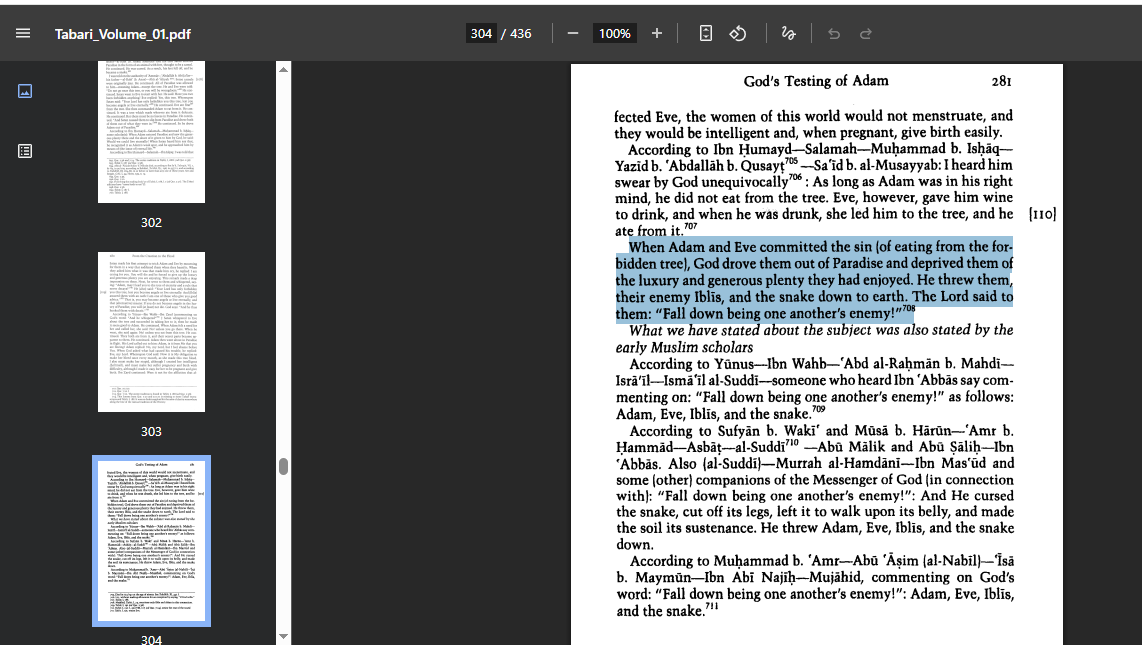 Tabari_Volume_01.pdf
304 / 436
100%
302
303
304
God's Testing of Adam 281
fected Eve, the women of this world would not menstruate, and
they would be intelligent and, when pregnant, give birth easily.
According to Ibn Ḥumayd—Salamah—Muḥammad b. Isḥāq—
Yazīd b. ʿAbdallāh b. Qusayṭ⁷⁰⁵ —Saʿīd b. al-Musayyab: I heard him
swear by God unequivocally⁷⁰⁶ : As long as Adam was in his right
mind, he did not eat from the tree. Eve, however, gave him wine
to drink, and when he was drunk, she led him to the tree, and he [110]
ate from it.⁷⁰⁷
When Adam and Eve committed the sin (of eating from the for-
bidden tree), God drove them out of Paradise and deprived them of
the luxury and generous plenty they had enjoyed. He threw them,
their enemy Iblīs, and the snake down to earth. The Lord said to
them: “Fall down being one another's enemy!”⁷⁰⁸
What we have stated about the subject was also stated by the
early Muslim scholars
According to Yūnus—Ibn Wahb—ʿAbd al-Raḥmān b. Mahdī—
Isrāʾīl—Ismāʿīl al-Suddī—someone who heard Ibn ʿAbbās say com-
menting on: “Fall down being one another's enemy!” as follows:
Adam, Eve, Iblīs, and the snake.⁷⁰⁹
According to Sufyān b. Wakīʿ and Mūsā b. Hārūn—ʿAmr b.
Ḥammād—Asbāṭ—al-Suddī⁷¹⁰ —Abū Mālik and Abū Ṣāliḥ—Ibn
ʿAbbās. Also (al-Suddī)—Murrah al-Hamdānī—Ibn Masʿūd and
some (other) companions of the Messenger of God (in connection
with): “Fall down being one another's enemy!”: And He cursed
the snake, cut off its legs, left it to walk upon its belly, and made
the soil its sustenance. He threw Adam, Eve, Iblīs, and the snake
down.
According to Muḥammad b. ʿAmr—Abū ʿĀṣim (al-Nabīl)—ʿĪsā
b. Maymūn—Ibn Abī Najīḥ—Mujāhid, commenting on God's
word: “Fall down being one another's enemy!”: Adam, Eve, Iblīs,
and the snake.⁷¹¹